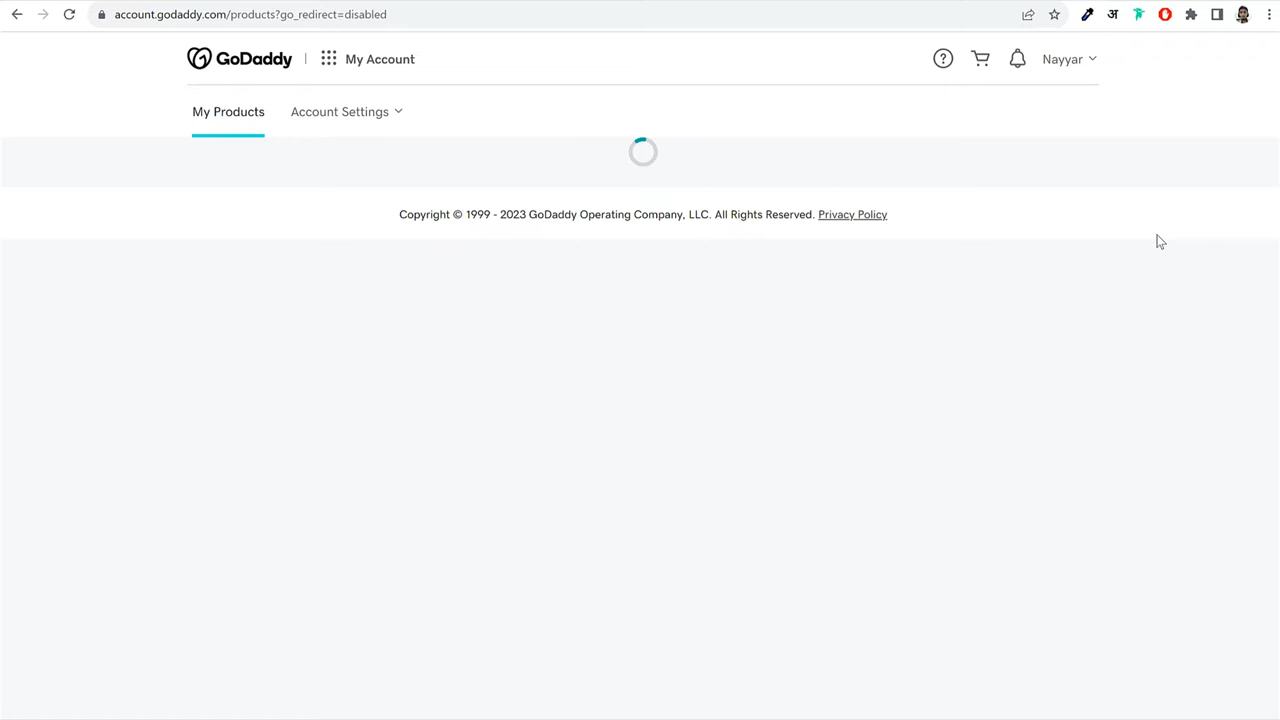 account.godaddy.com/products?go_redirect=disabled
अ
GoDaddy
My Account
Nayyar
My Products
Account Settings
Copyright © 1999 - 2023 GoDaddy Operating Company, LLC. All Rights Reserved. Privacy Policy